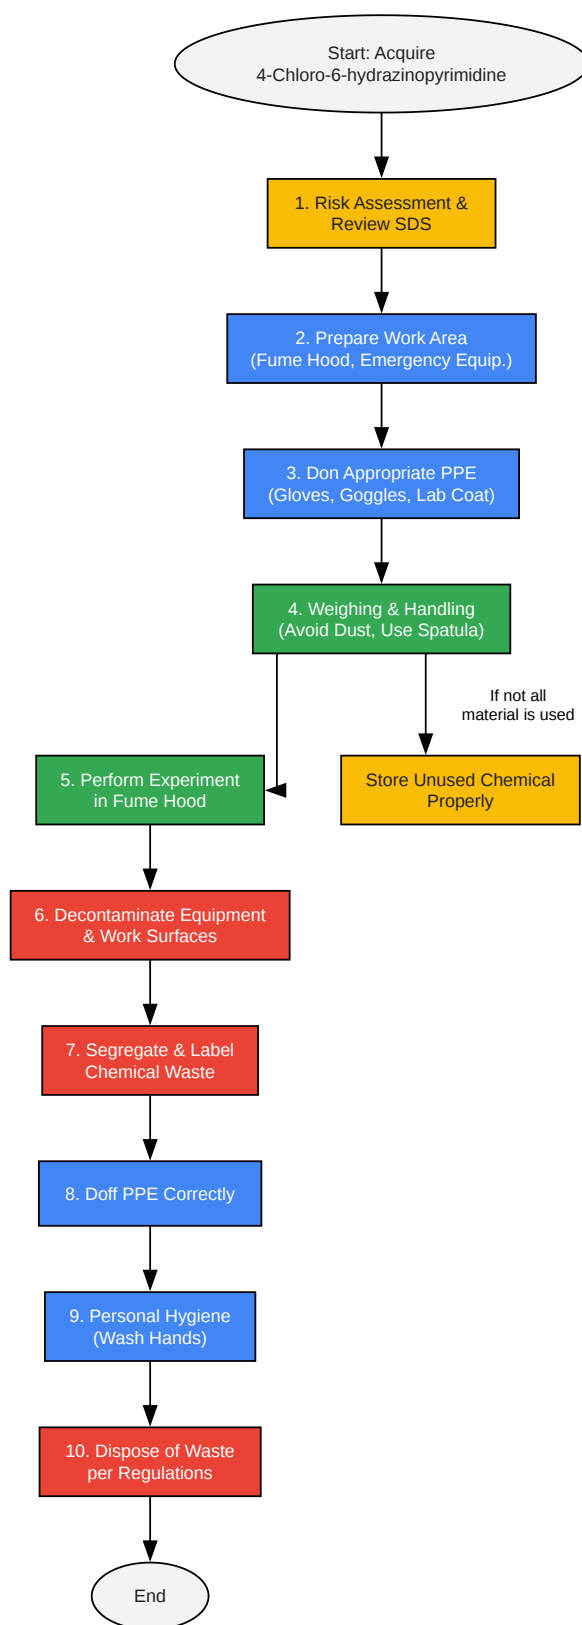 Start: Acquire
4-Chloro-6-hydrazinopyrimidine
1. Risk Assessment &
Review SDS
2. Prepare Work Area
(Fume Hood, Emergency Equip.)
3. Don Appropriate PPE
(Gloves, Goggles, Lab Coat)
4. Weighing & Handling
(Avoid Dust, Use Spatula)
If not all
material is used
5. Perform Experiment
in Fume Hood
Store Unused Chemical
Properly
6. Decontaminate Equipment
& Work Surfaces
7. Segregate & Label
Chemical Waste
8. Doff PPE Correctly
9. Personal Hygiene
(Wash Hands)
10. Dispose of Waste
per Regulations
End